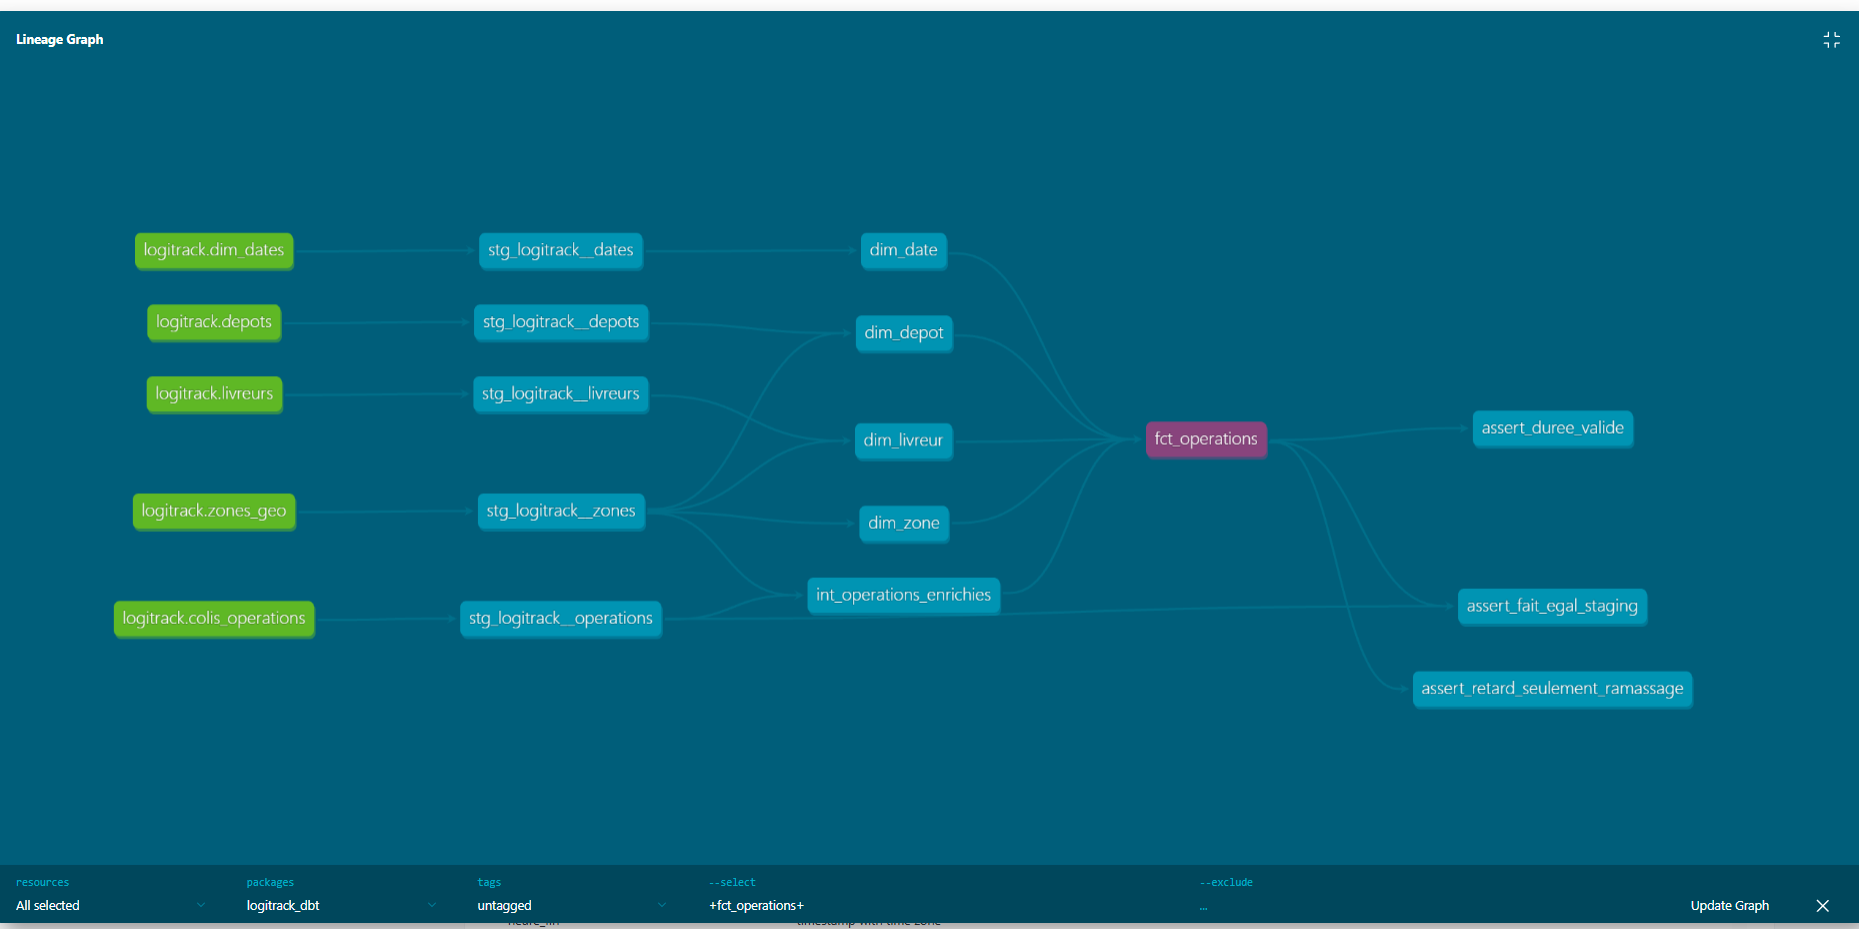 Lineage Graph
logitrack.dim_dates
stg_logitrack__dates
dim_date
logitrack.depots
stg_logitrack__depots
dim_depot
logitrack.livreurs
stg_logitrack__livreurs
dim_livreur
fct_operations
assert_duree_valide
logitrack.zones_geo
stg_logitrack__zones
dim_zone
int_operations_enrichies
logitrack.colis_operations
stg_logitrack__operations
assert_fait_egal_staging
assert_retard_seulement_ramassage
resources
packages
tags
--select
--exclude
All selected
logitrack_dbt
untagged
+fct_operations+
...
Update Graph